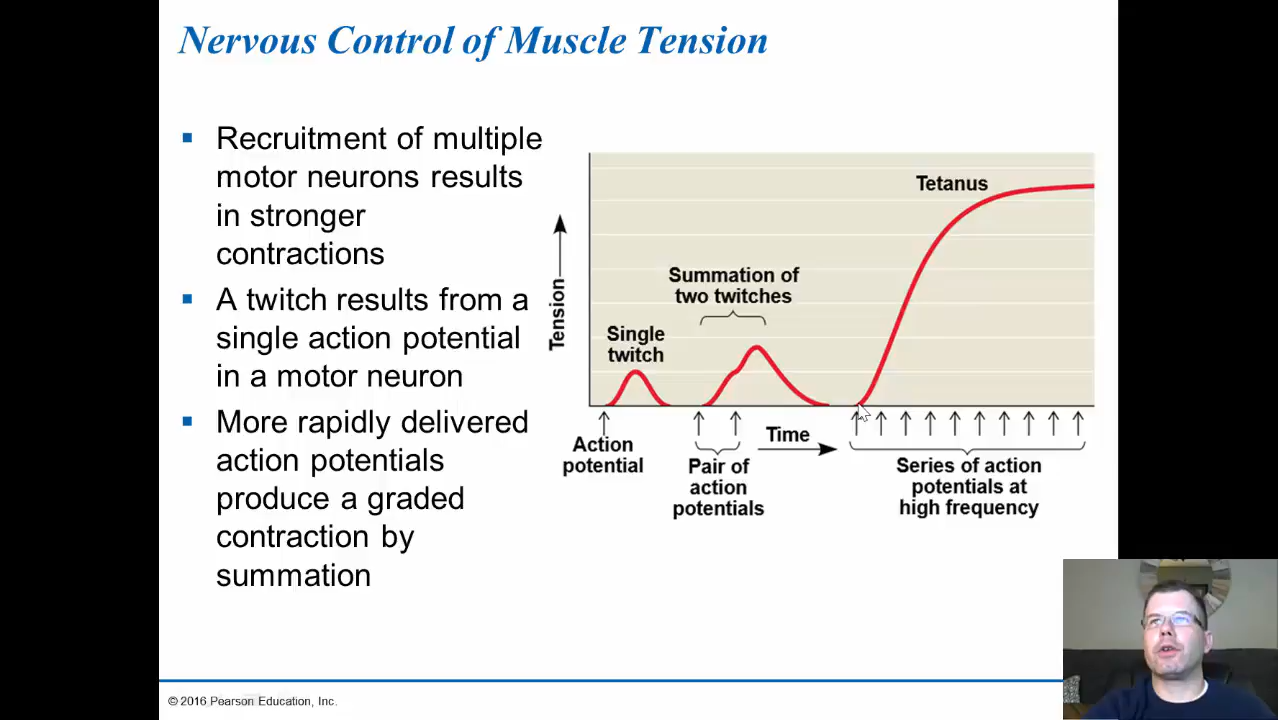 Nervous Control of Muscle Tension
▪ Recruitment of multiple
motor neurons results
in stronger
contractions
▪ A twitch results from a
single action potential
in a motor neuron
▪ More rapidly delivered
action potentials
produce a graded
contraction by
summation
Tension
Tetanus
Summation of
two twitches
Single
twitch
Action
potential
Pair of
action
potentials
Time
Series of action
potentials at
high frequency
© 2016 Pearson Education, Inc.